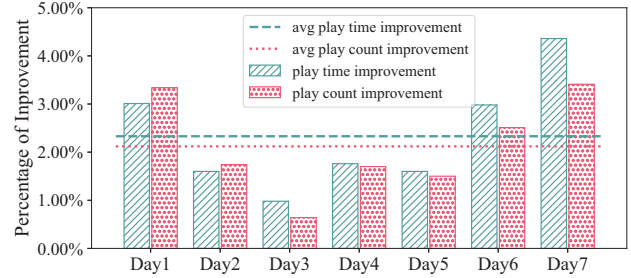 5.00%
4.00%
3.00%
2.00%
1.00%
0.00%
Percentage of Improvement
avg play time improvement
avg play count improvement
play time improvement
play count improvement
Day1 Day2 Day3 Day4 Day5 Day6 Day7